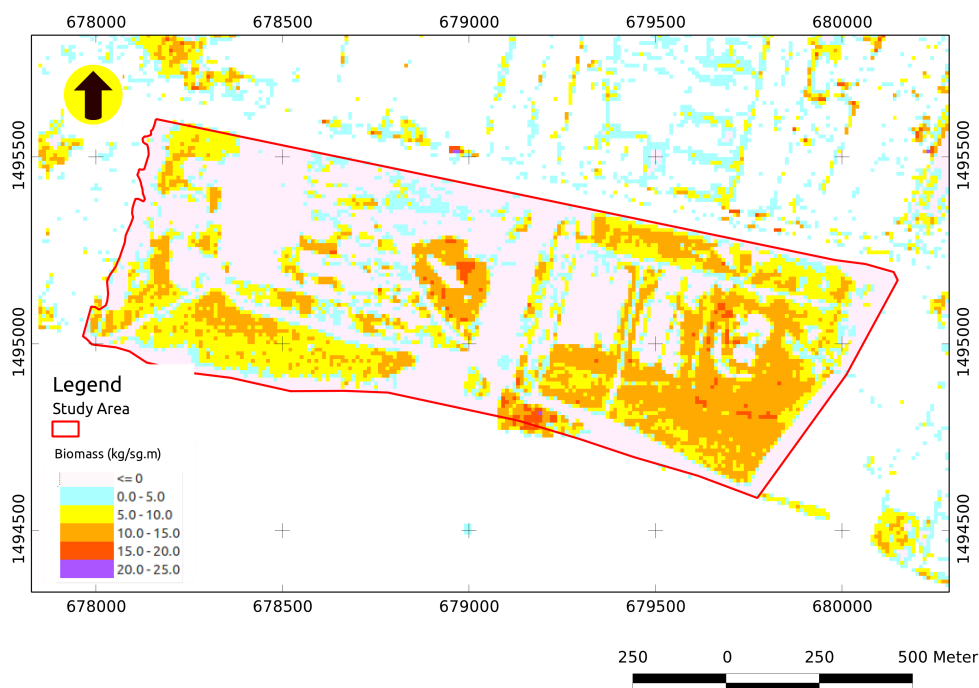 678000 678500 679000 679500 680000
1495500 1495500
1495000 1495000
Legend
Study Area
Biomass (kg/sg.m)
<= 0
0.0 - 5.0
5.0 - 10.0
10.0 - 15.0
15.0 - 20.0
20.0 - 25.0
1494500 1494500
678000 678500 679000 679500 680000
250 0 250 500 Meter